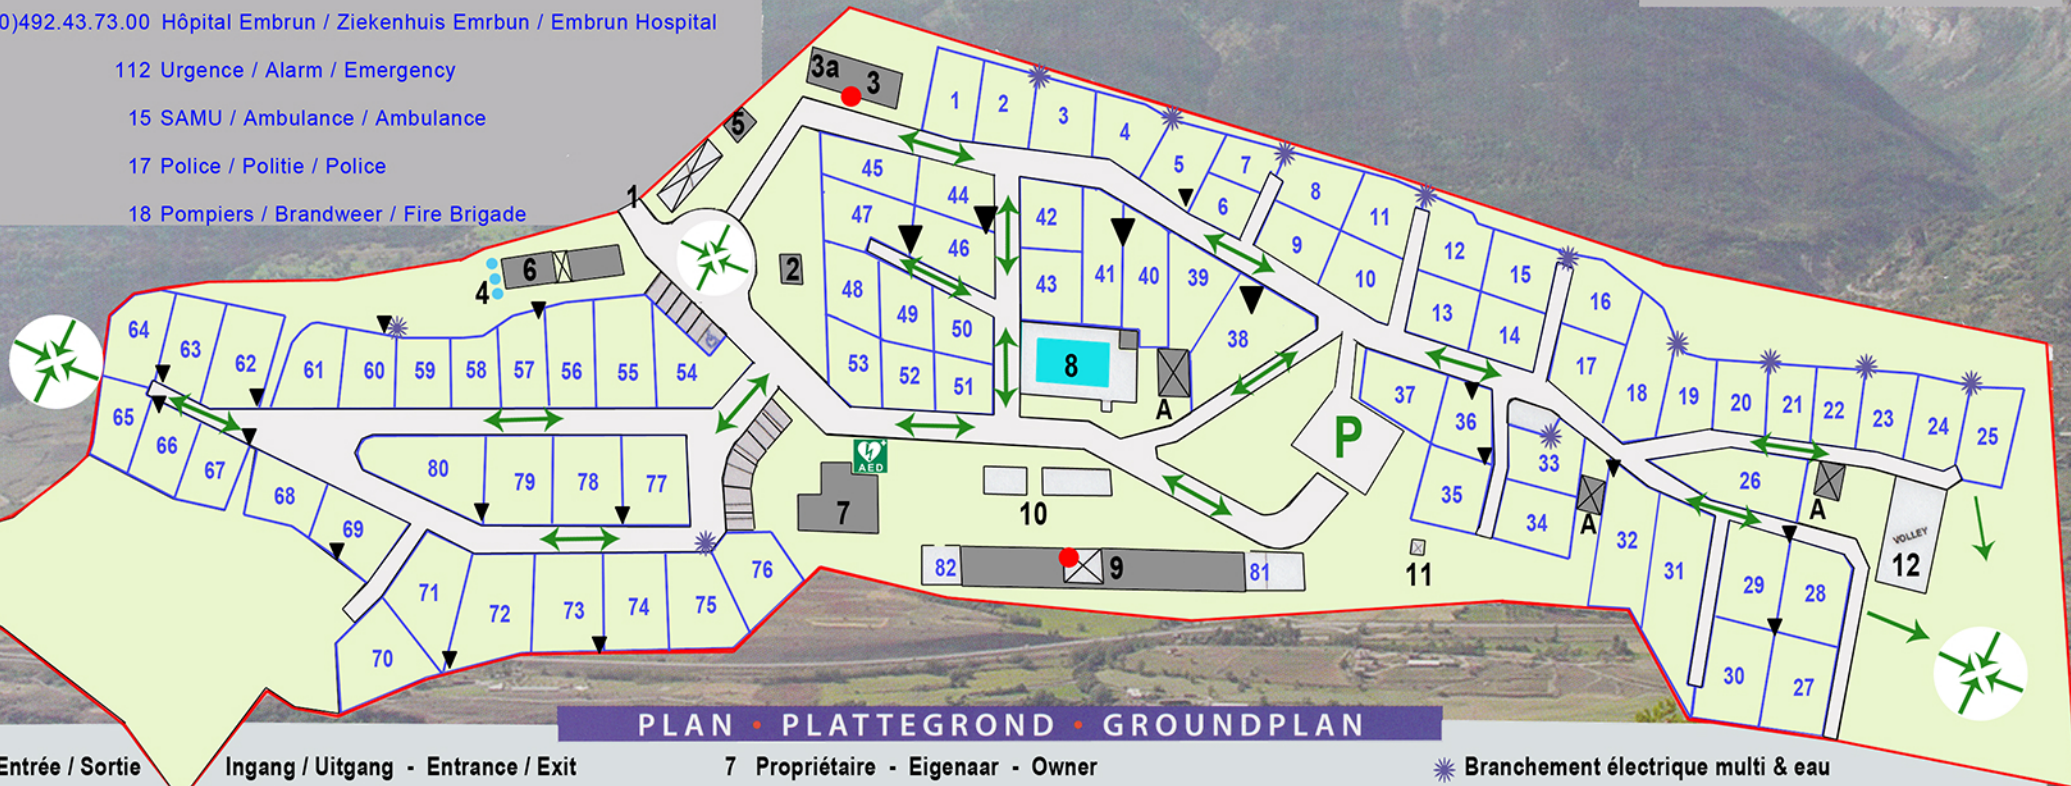 0)492.43.73.00 Hôpital Embrun / Ziekenhuis Emrbun / Embrun Hospital
112 Urgence / Alarm / Emergency
15 SAMU / Ambulance / Ambulance
17 Police / Politie / Police
18 Pompiers / Brandweer / Fire Brigade
3a 3
5
1
2
6
4
1 2 3 4 5 6 7 8 9 10 11 12 13 14 15 16 17 18 19 20 21 22 23 24 25
45 44 42
47 46 43 41 40 39 38
48 49 50
53 52 51
8
A
64 63 62 61 60 59 58 57 56 55 54
65 66 67 68 69
80 79 78 77
70 71 72 73 74 75 76
AED
7
10
P
37 36 35 33 34
A
82 9 81
11
26
A
32 31 29 28 30 27
VOLLEY
12
PLAN • PLATTEGROND • GROUNDPLAN
Entrée / Sortie Ingang / Uitgang - Entrance / Exit
7 Propriétaire - Eigenaar - Owner
Branchement électrique multi & eau